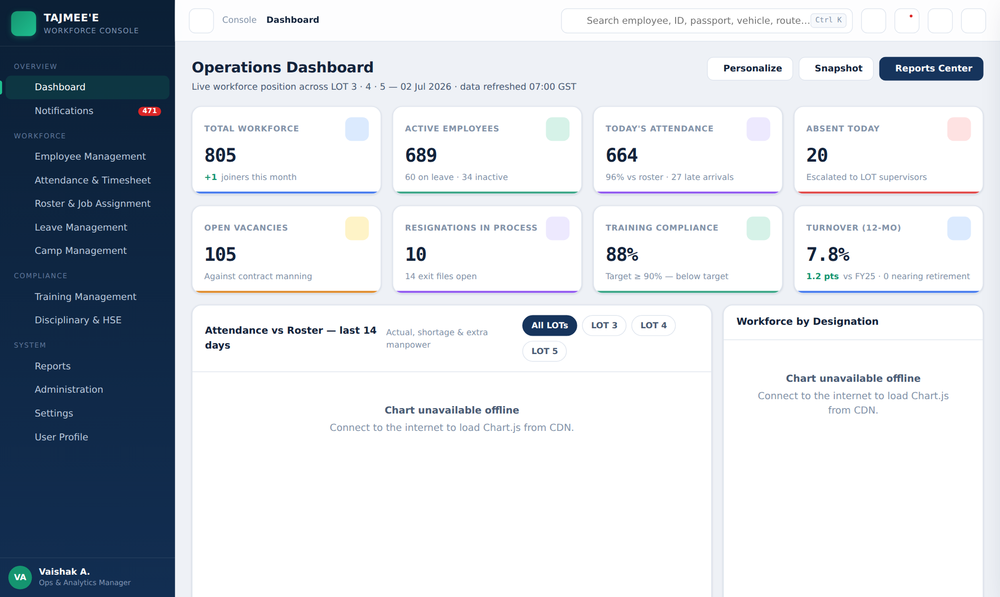 TAJMEE'E
WORKFORCE CONSOLE
OVERVIEW
Dashboard
Notifications 471
WORKFORCE
Employee Management
Attendance & Timesheet
Roster & Job Assignment
Leave Management
Camp Management
COMPLIANCE
Training Management
Disciplinary & HSE
SYSTEM
Reports
Administration
Settings
User Profile
VA
Vaishak A.
Ops & Analytics Manager
Console Dashboard
Search employee, ID, passport, vehicle, route… Ctrl K
Operations Dashboard
Live workforce position across LOT 3 · 4 · 5 — 02 Jul 2026 · data refreshed 07:00 GST
Personalize
Snapshot
Reports Center
TOTAL WORKFORCE
805
+1 joiners this month
ACTIVE EMPLOYEES
689
60 on leave · 34 inactive
TODAY'S ATTENDANCE
664
96% vs roster · 27 late arrivals
ABSENT TODAY
20
Escalated to LOT supervisors
OPEN VACANCIES
105
Against contract manning
RESIGNATIONS IN PROCESS
10
14 exit files open
TRAINING COMPLIANCE
88%
Target ≥ 90% — below target
TURNOVER (12-MO)
7.8%
1.2 pts vs FY25 · 0 nearing retirement
Attendance vs Roster — last 14
days
Actual, shortage & extra
manpower
All LOTs
LOT 3
LOT 4
LOT 5
Chart unavailable offline
Connect to the internet to load Chart.js from CDN.
Workforce by Designation
Chart unavailable offline
Connect to the internet to load Chart.js
from CDN.